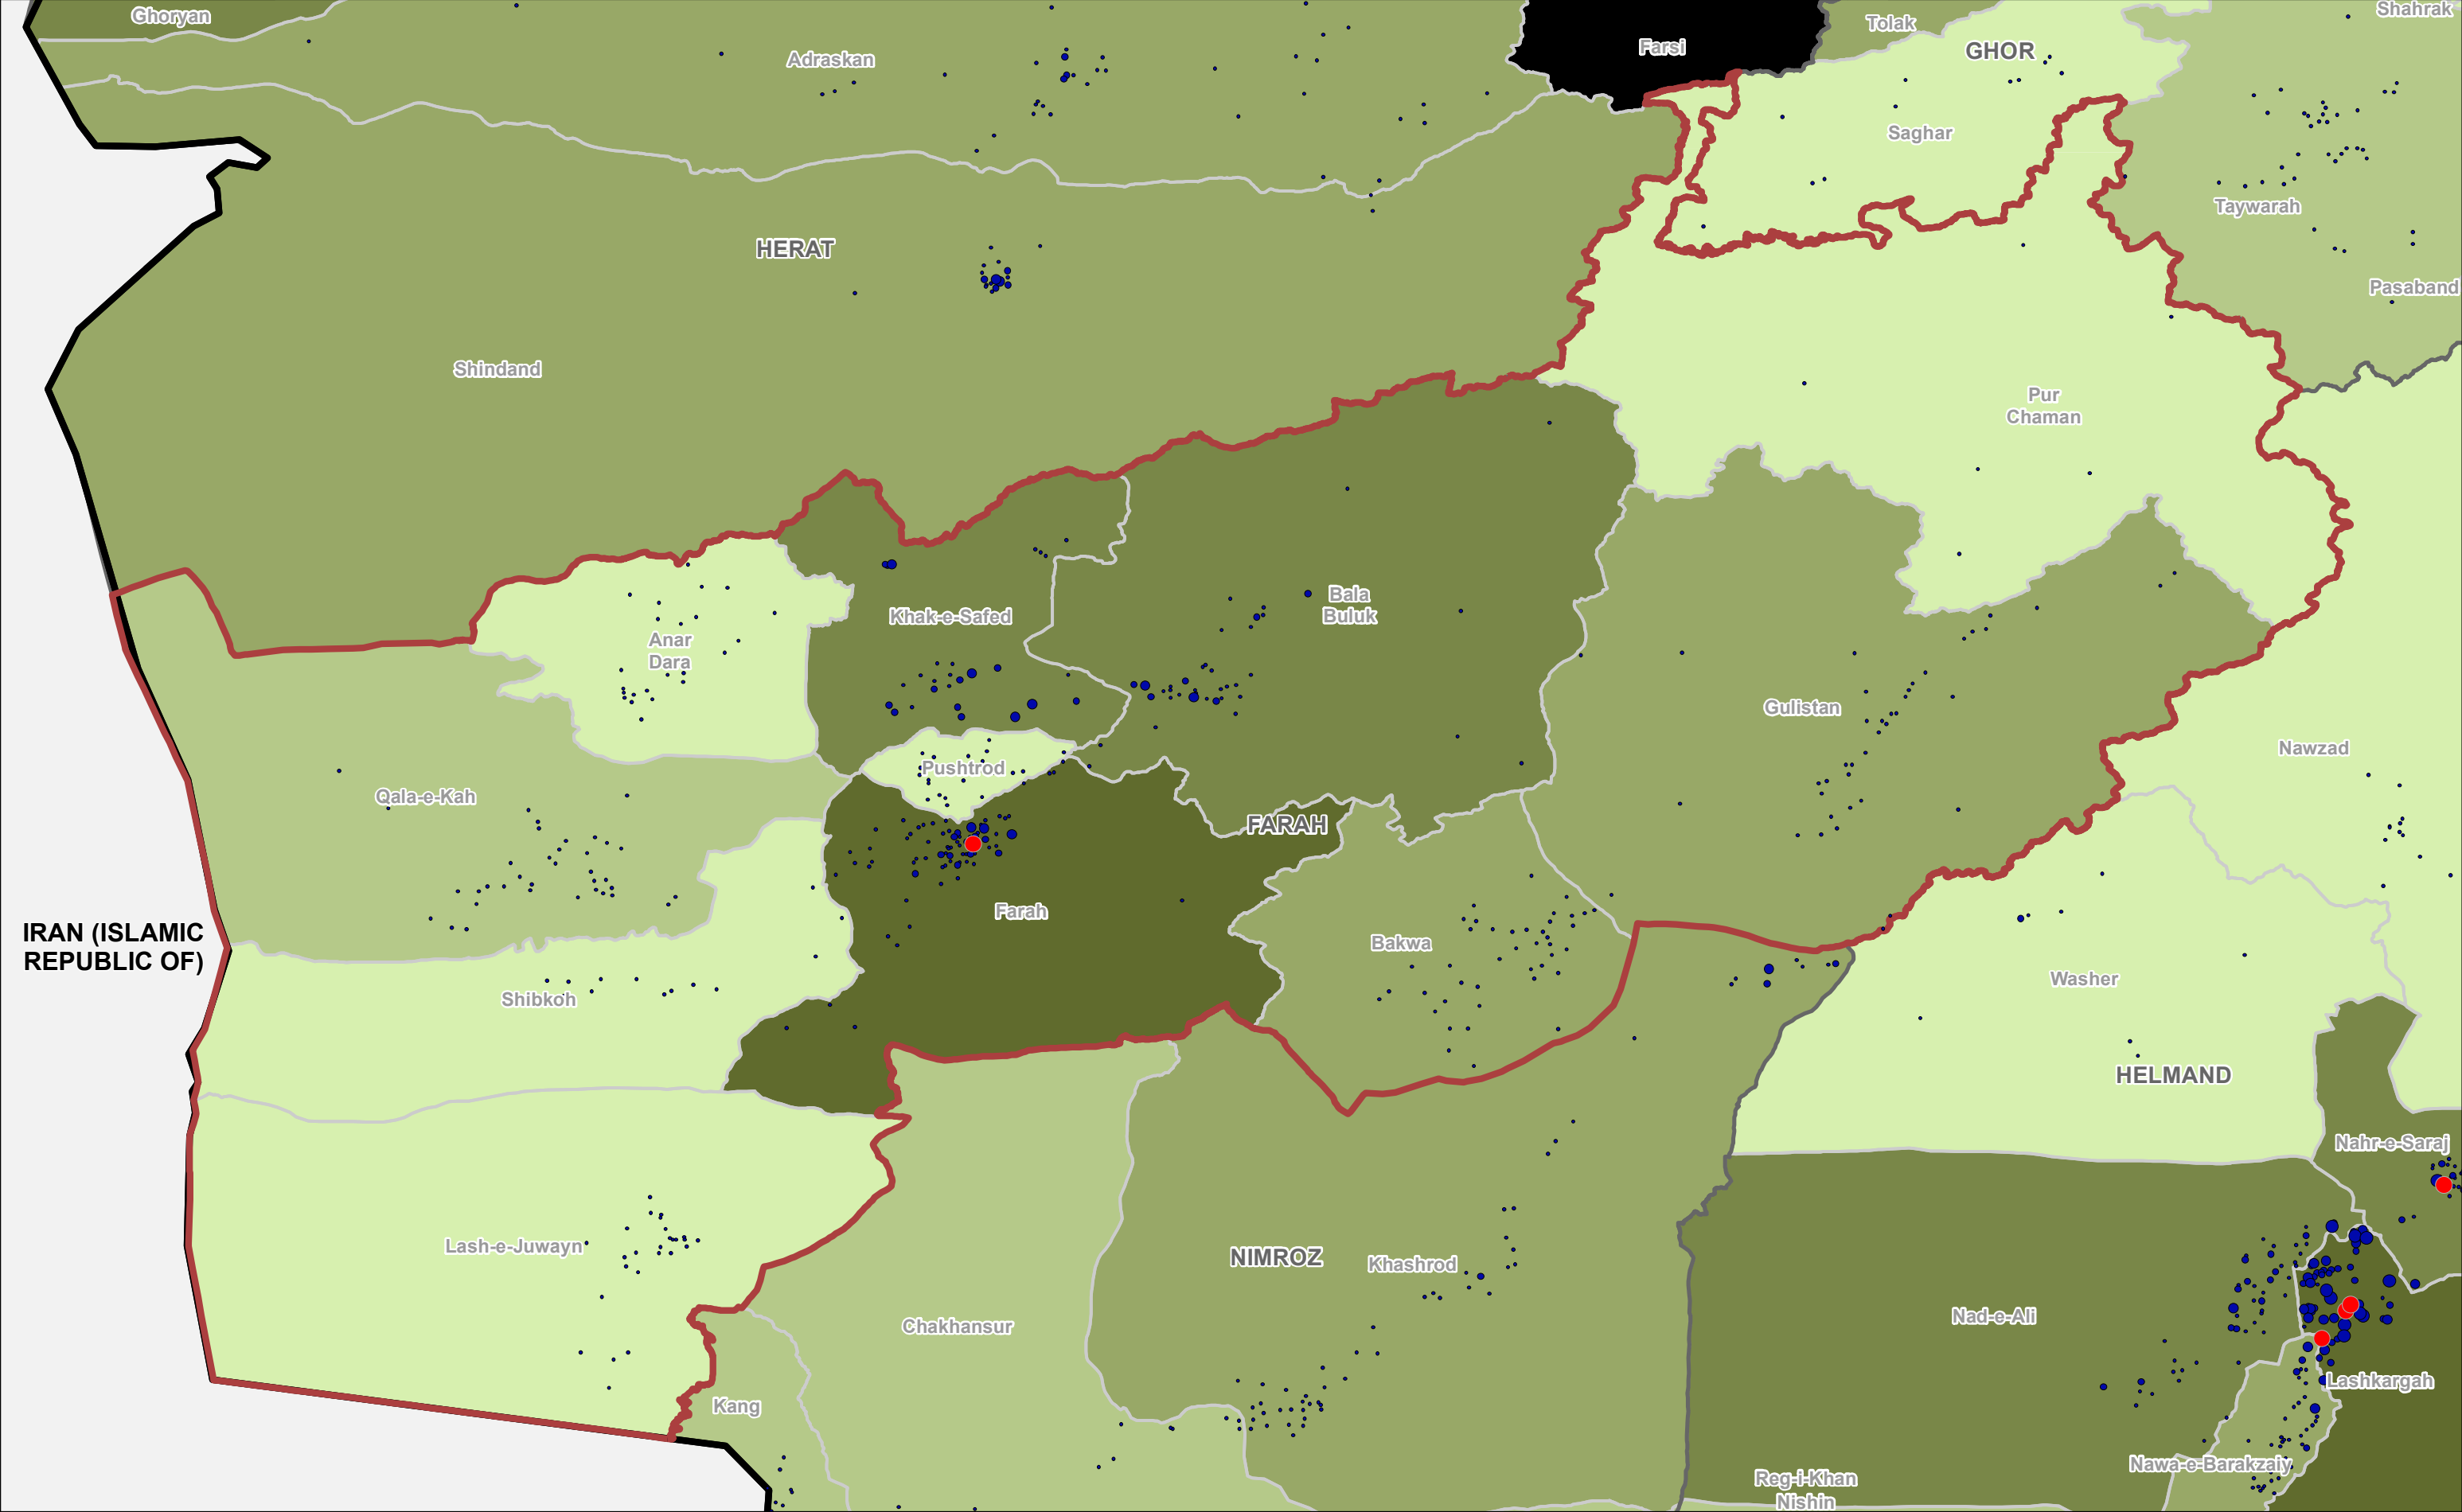 Ghoryan
Shahrak
Tolak
Farsi
GHOR
Adraskan
Saghar
Taywarah
HERAT
Pasaband
Shindand
Pur
Chaman
Bala
Buluk
Khak-e-Safed
Anar
Dara
Gulistan
Nawzad
Pushtrod
Qala-e-Kah
FARAH
Farah
IRAN (ISLAMIC
REPUBLIC OF)
Bakwa
Washer
Shibkoh
HELMAND
Nahr-e-Saraj
Lash-e-Juwayn
NIMROZ
Khashrod
Nad-e-Ali
Chakhansur
Lashkargah
Kang
Nawa-e-Barakzaiy
Reg-i-Khan
Nishin